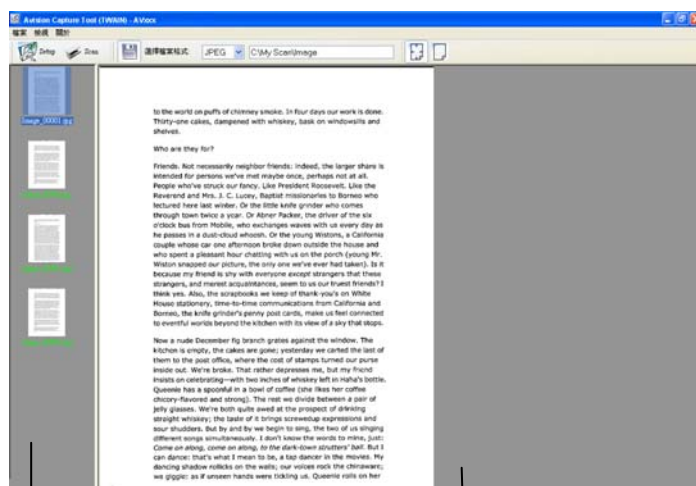 Avision Capture Tool (TWAIN) - AVocx
檔案 檢視 關於
Setup Scan 選擇檔案格式 JPEG C:\My Scan\Image
Image_00001.jpg
to the world on puffs of chimney smoke. In four days our work is done.
Thirty-one cakes, dampened with whiskey, bask on windowsills and
shelves.
Who are they for?
Friends. Not necessarily neighbor friends: indeed, the larger share is
intended for persons we've met maybe once, perhaps not at all.
People who've struck our fancy. Like President Roosevelt. Like the
Reverend and Mrs. J. C. Lucey, Baptist missionaries to Borneo who
lectured here last winter. Or the little knife grinder who comes
through town twice a year. Or Abner Packer, the driver of the six
o'clock bus from Mobile, who exchanges waves with us every day as
he passes in a dust-cloud whoosh. Or the young Wistons, a California
couple whose car one afternoon broke down outside the house and
who spent a pleasant hour chatting with us on the porch (young Mr.
Wiston snapped our picture, the only one we've ever had taken). Is it
because my friend is shy with everyone except strangers that these
strangers, and merest acquaintances, seem to us our truest friends? I
think yes. Also, the scrapbooks we keep of thank-you's on White
House stationery, time-to-time communications from California and
Borneo, the knife grinder's penny post cards, make us feel connected
to eventful worlds beyond the kitchen with its view of a sky that stops.
Now a nude December fig branch grates against the window. The
kitchen is empty, the cakes are gone; yesterday we carted the last of
them to the post office, where the cost of stamps turned our purse
inside out. We're broke. That rather depresses me, but my friend
insists on celebrating—with two inches of whiskey left in Haha's bottle.
Queenie has a spoonful in a bowl of coffee (she likes her coffee
chicory-flavored and strong). The rest we divide between a pair of
jelly glasses. We're both quite awed at the prospect of drinking
straight whiskey; the taste of it brings screwedup expressions and
sour shudders. But by and by we begin to sing, the two of us singing
different songs simultaneously. I don't know the words to mine, just:
Come on along, come on along, to the dark-town strutters' ball. But I
can dance: that's what I mean to be, a tap dancer in the movies. My
dancing shadow rollicks on the walls; our voices rock the chinaware;
we giggle: as if unseen hands were tickling us. Queenie rolls on her